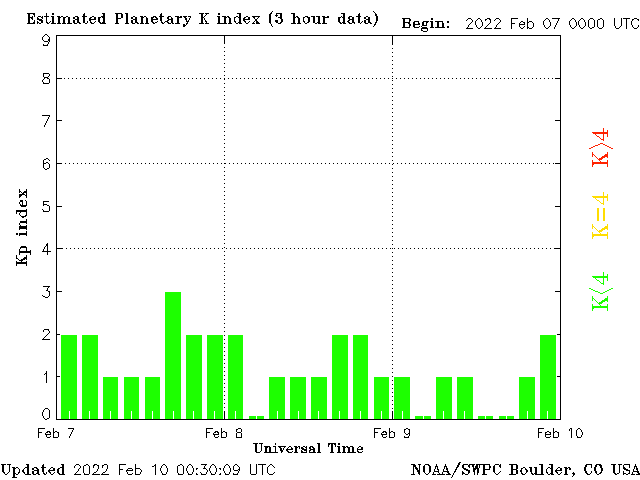 Estimated Planetary K index (3 hour data) Begin: 2022 Feb 07 0000 UTC
9
8
7
6
5
4
3
2
1
0
Kp index
K>4
K=4
K<4
Feb 7 Feb 8 Feb 9 Feb 10
Universal Time
Updated 2022 Feb 10 00:30:09 UTC NOAA/SWPC Boulder, CO USA